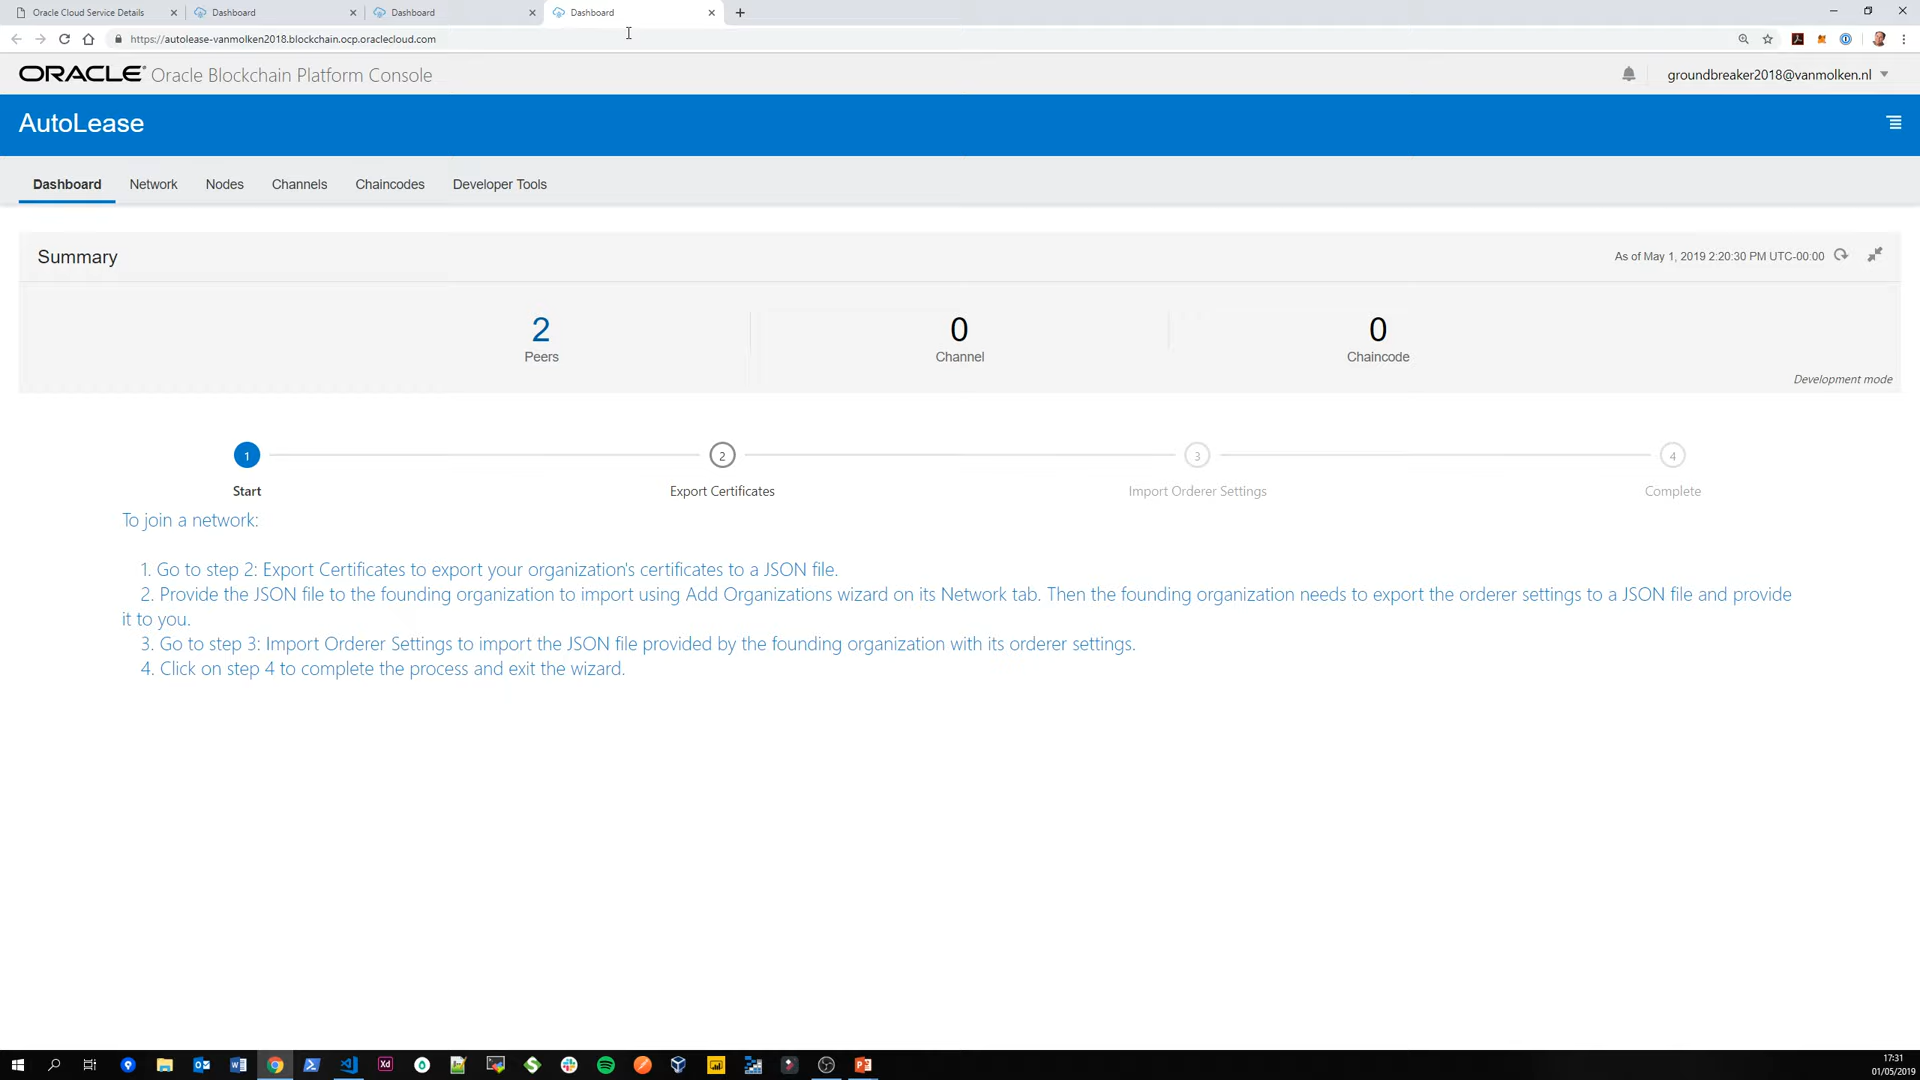 Oracle Cloud Service Details
Dashboard
Dashboard
Dashboard
https://autolease-vanmolken2018.blockchain.ocp.oraclecloud.com
ORACLE Oracle Blockchain Platform Console
groundbreaker2018@vanmolken.nl
AutoLease
Dashboard Network Nodes Channels Chaincodes Developer Tools
Summary
As of May 1, 2019 2:20:30 PM UTC-00:00
2 0 0
Peers Channel Chaincode
Development mode
1 2 3 4
Start Export Certificates Import Orderer Settings Complete
To join a network:
1. Go to step 2: Export Certificates to export your organization's certificates to a JSON file.
2. Provide the JSON file to the founding organization to import using Add Organizations wizard on its Network tab. Then the founding organization needs to export the orderer settings to a JSON file and provide
it to you.
3. Go to step 3: Import Orderer Settings to import the JSON file provided by the founding organization with its orderer settings.
4. Click on step 4 to complete the process and exit the wizard.
17:31
01/05/2019